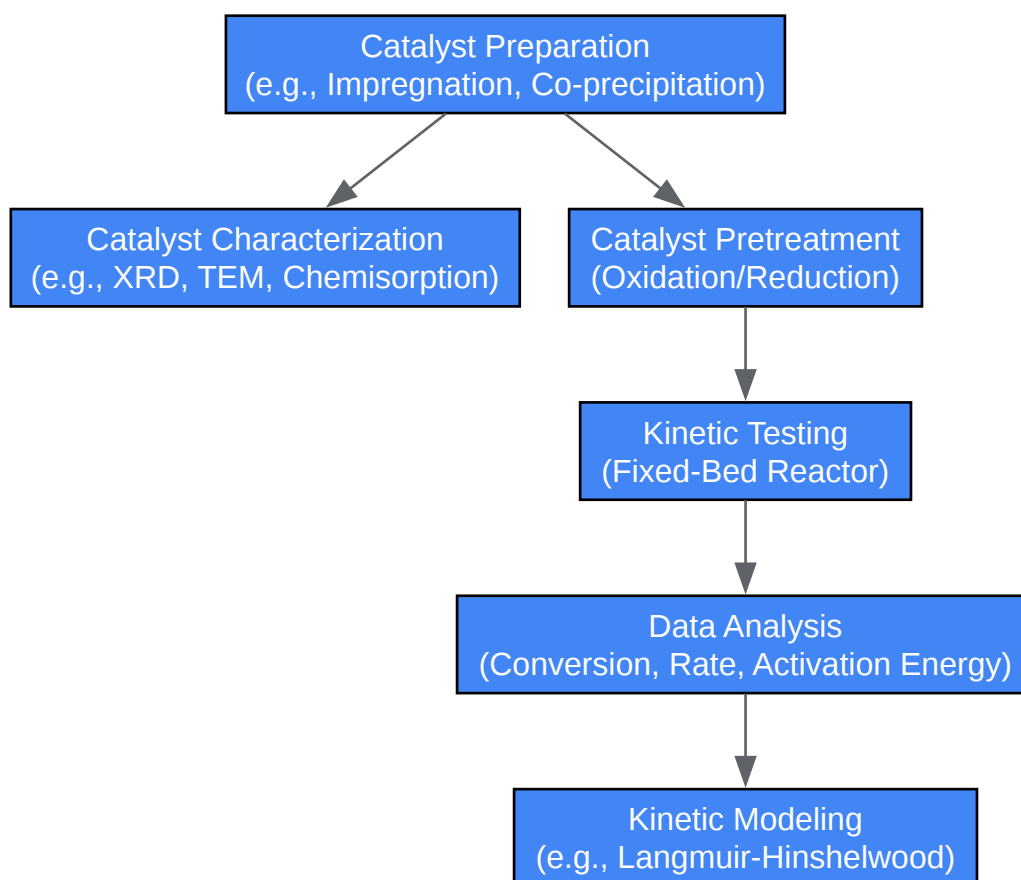 Catalyst Preparation
(e.g., Impregnation, Co-precipitation)
Catalyst Characterization
(e.g., XRD, TEM, Chemisorption)
Catalyst Pretreatment
(Oxidation/Reduction)
Kinetic Testing
(Fixed-Bed Reactor)
Data Analysis
(Conversion, Rate, Activation Energy)
Kinetic Modeling
(e.g., Langmuir-Hinshelwood)